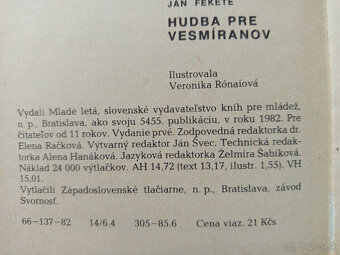 JÁN FEKETE
HUDBA PRE
VESMÍRANOV
Ilustrovala
Veronika Rónaiová
Vydali Mladé letá, slovenské vydavateľstvo kníh pre mládež,
n. p., Bratislava, ako svoju 5455. publikáciu, v roku 1982. Pre
čitateľov od 11 rokov. Vydanie prvé. Zodpovedná redaktorka dr.
Elena Račková. Výtvarný redaktor Ján Švec. Technická redak-
torka Alena Hanáková. Jazyková redaktorka Želmíra Šabíková.
Náklad 24 000 výtlačkov. AH 14,72 (text 13,17, ilustr. 1,55). VH
15,01.
Vytlačili Západoslovenské tlačiarne, n. p., Bratislava, závod
Svornosť.
66-137-82 14/6.4 305-85.6 Cena viaz. 21 Kčs